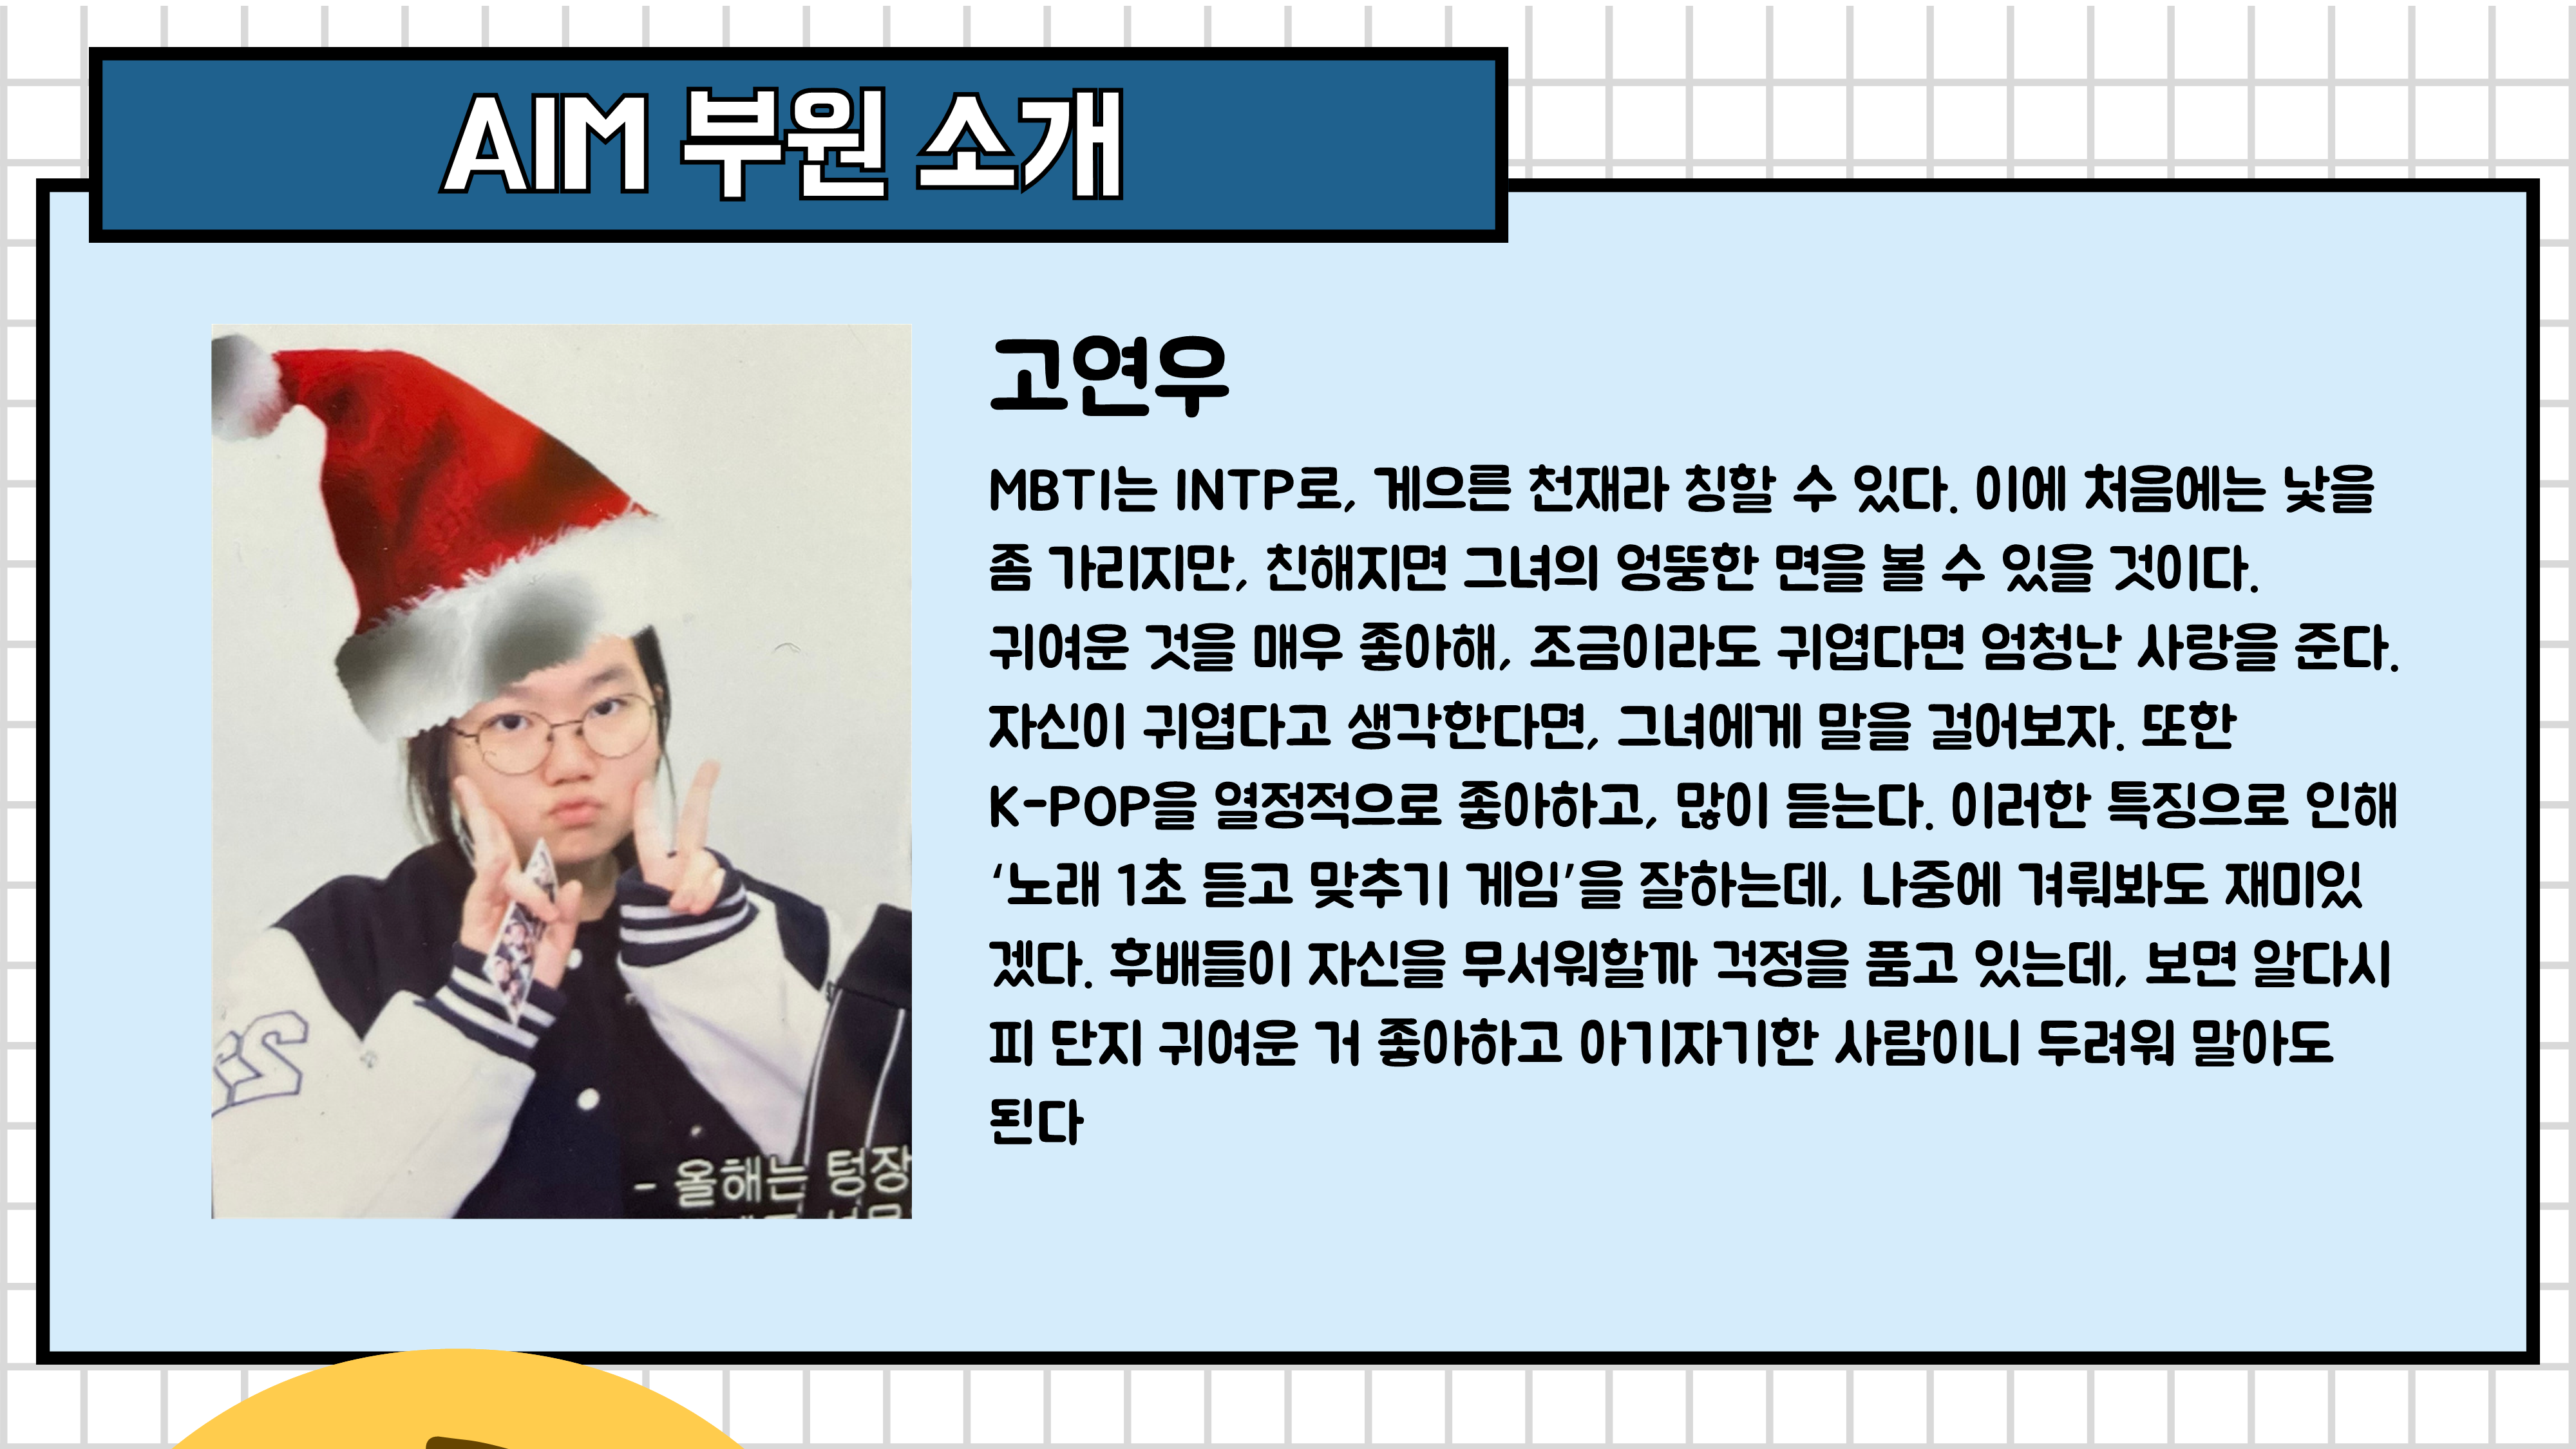 AIM 부원 소개
고연우
MBTI는 INTP로, 게으른 천재라 칭할 수 있다. 이에 처음에는 낯을
좀 가리지만, 친해지면 그녀의 엉뚱한 면을 볼 수 있을 것이다.
귀여운 것을 매우 좋아해, 조금이라도 귀엽다면 엄청난 사랑을 준다.
자신이 귀엽다고 생각한다면, 그녀에게 말을 걸어보자. 또한
K-POP을 열정적으로 좋아하고, 많이 듣는다. 이러한 특징으로 인해
‘노래 1초 듣고 맞추기 게임’을 잘하는데, 나중에 겨뤄봐도 재미있
겠다. 후배들이 자신을 무서워할까 걱정을 품고 있는데, 보면 알다시
피 단지 귀여운 거 좋아하고 아기자기한 사람이니 두려워 말아도
된다
- 올해는 텅장